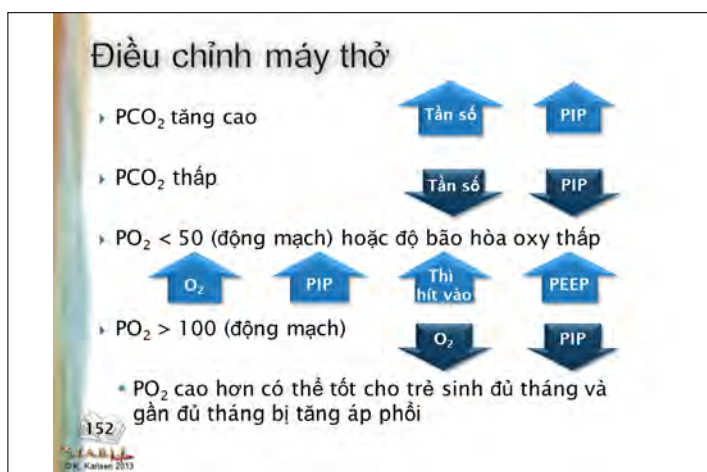 Điều chỉnh máy thở
PCO₂ tăng cao
Tần số
PIP
PCO₂ thấp
Tần số
PIP
PO₂ < 50 (động mạch) hoặc độ bão hòa oxy thấp
O₂
PIP
Thì
hít vào
PEEP
PO₂ > 100 (động mạch)
O₂
PIP
• PO₂ cao hơn có thể tốt cho trẻ sinh đủ tháng và
gần đủ tháng bị tăng áp phổi
152
S.T.A.B.L.E.
© K. Karlsen 2013